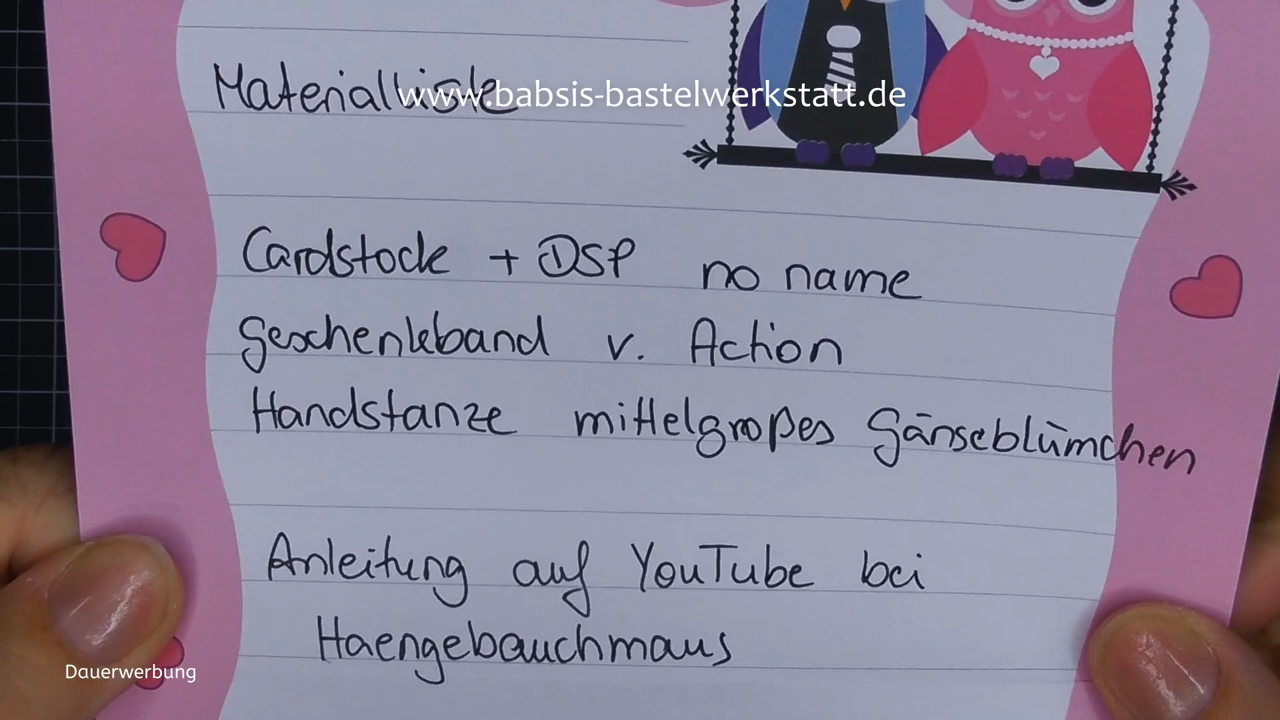 Materialliste
www.babsis-bastelwerkstatt.de
Cardstock + DSP no name
Geschenkband v. Action
Handstanze mittelgroßes Gänseblümchen
Anleitung auf YouTube bei
Haengebauchmaus
Dauerwerbung